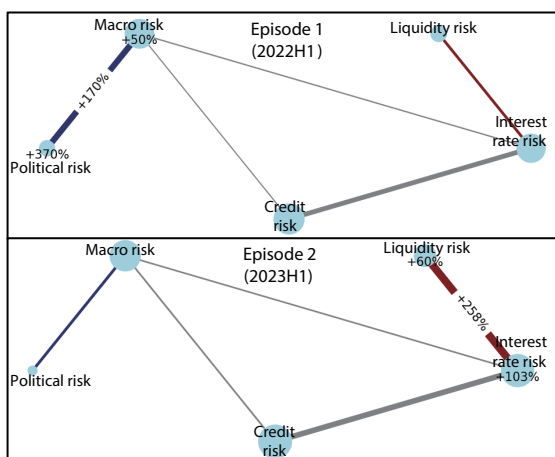 Episode 1
(2022H1)
Macro risk
+50%
Liquidity risk
+170%
+370%
Political risk
Interest
rate risk
Credit
risk
Episode 2
(2023H1)
Macro risk
Liquidity risk
+60%
+258%
Political risk
Interest
rate risk
+103%
Credit
risk